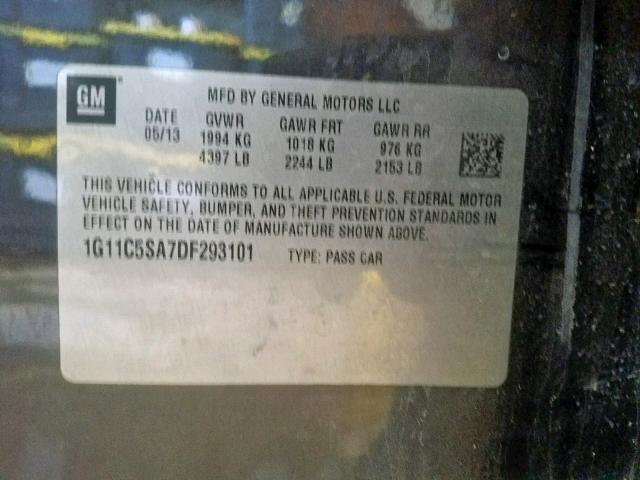 GM
MFD BY GENERAL MOTORS LLC
DATE GVWR GAWR FRT GAWR RR
05/13 1994 KG 1018 KG 976 KG
4397 LB 2244 LB 2153 LB
THIS VEHICLE CONFORMS TO ALL APPLICABLE U.S. FEDERAL MOTOR
VEHICLE SAFETY, BUMPER, AND THEFT PREVENTION STANDARDS IN
EFFECT ON THE DATE OF MANUFACTURE SHOWN ABOVE.
1G11C5SA7DF293101 TYPE: PASS CAR